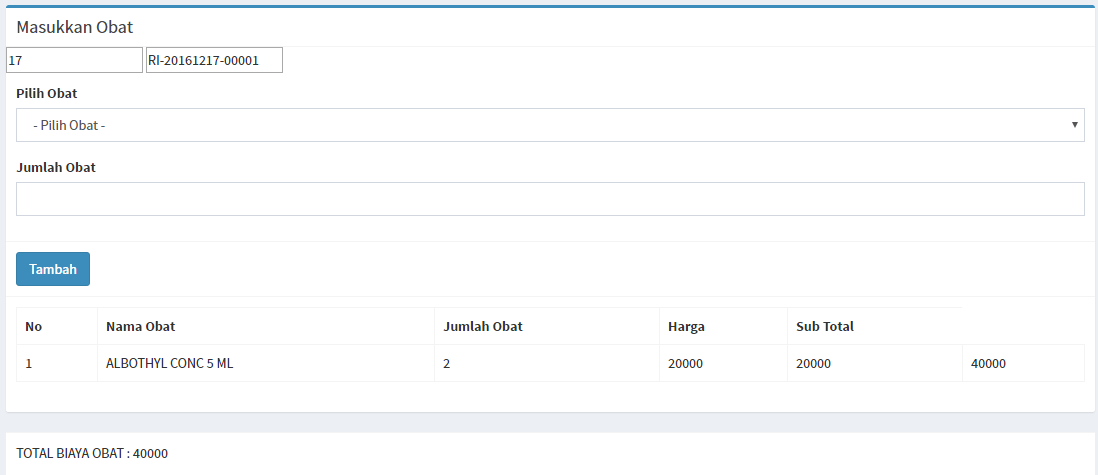 Masukkan Obat
17 RI-20161217-00001
Pilih Obat
- Pilih Obat -
Jumlah Obat
Tambah
No Nama Obat Jumlah Obat Harga Sub Total
1 ALBOTHYL CONC 5 ML 2 20000 20000 40000
TOTAL BIAYA OBAT : 40000